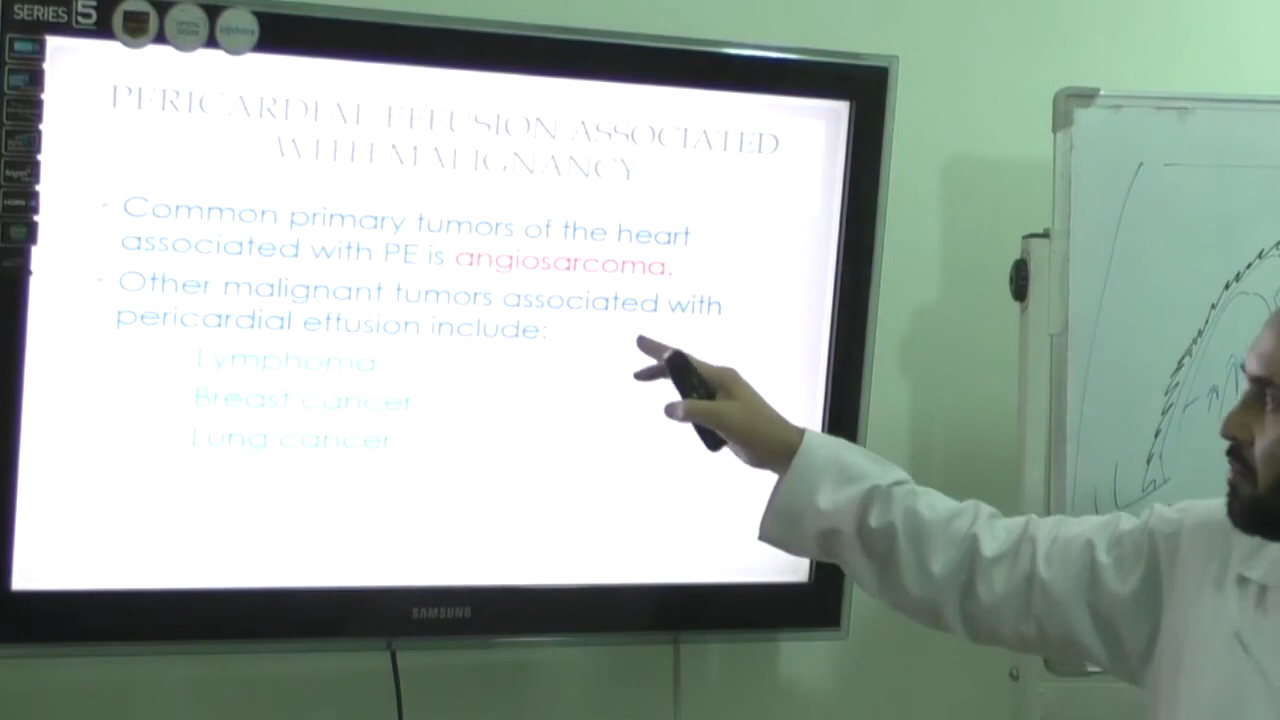 SERIES 5
PERICARDIAL EFFUSION ASSOCIATED
WITH MALIGNANCY
Common primary tumors of the heart
associated with PE is angiosarcoma.
Other malignant tumors associated with
pericardial effusion include:
Lymphoma
Breast cancer
Lung cancer
SAMSUNG